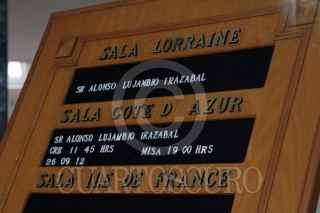 SALA LORRAINE
SR ALONSO LUJAMBIO IRAZABAL
SALA COTE D AZUR
SR ALONSO LUJAMBIO IRAZABAL
CRE 11 45 HRS MISA 19 00 HRS
26 09 12
SALA ILE DE FRANCE
CUARTOSCURO